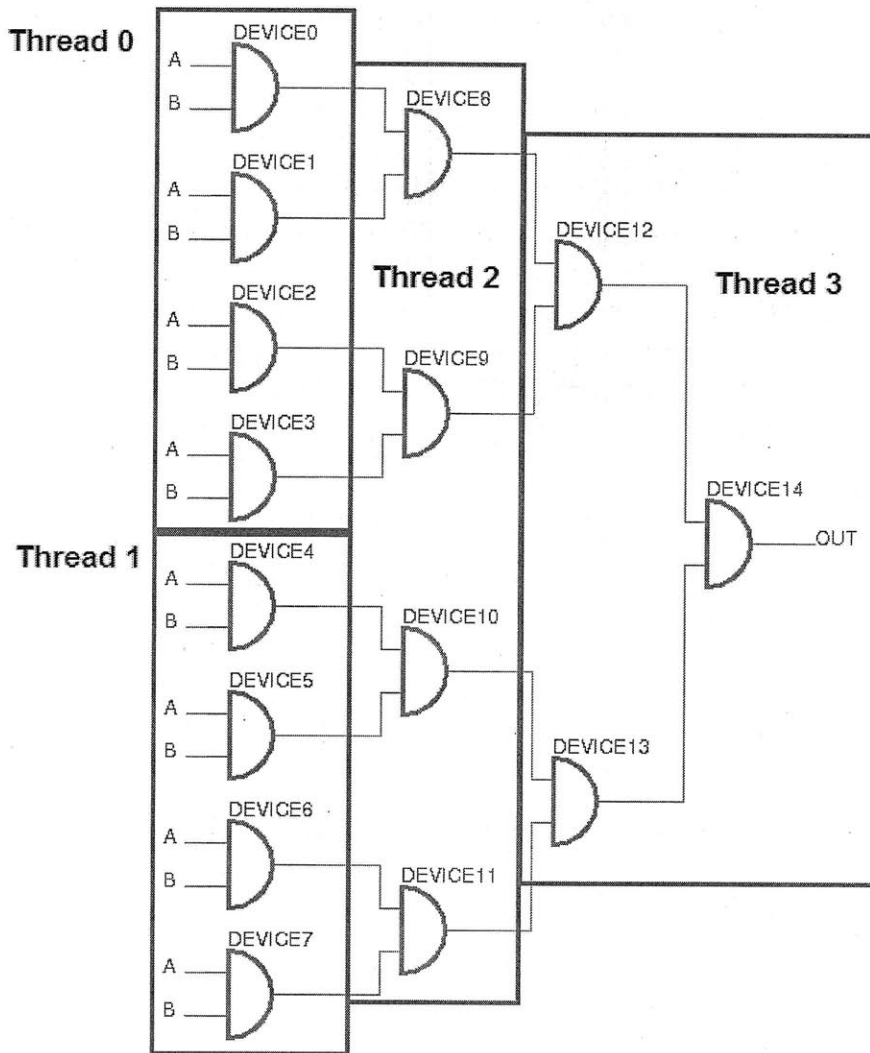 Thread 0
DEVICE0
A
B
DEVICE8
DEVICE1
A
B
DEVICE12
Thread 2
Thread 3
DEVICE2
A
B
DEVICE9
DEVICE3
A
B
DEVICE14
OUT
Thread 1
DEVICE4
A
B
DEVICE10
DEVICE5
A
B
DEVICE13
DEVICE6
A
B
DEVICE11
DEVICE7
A
B